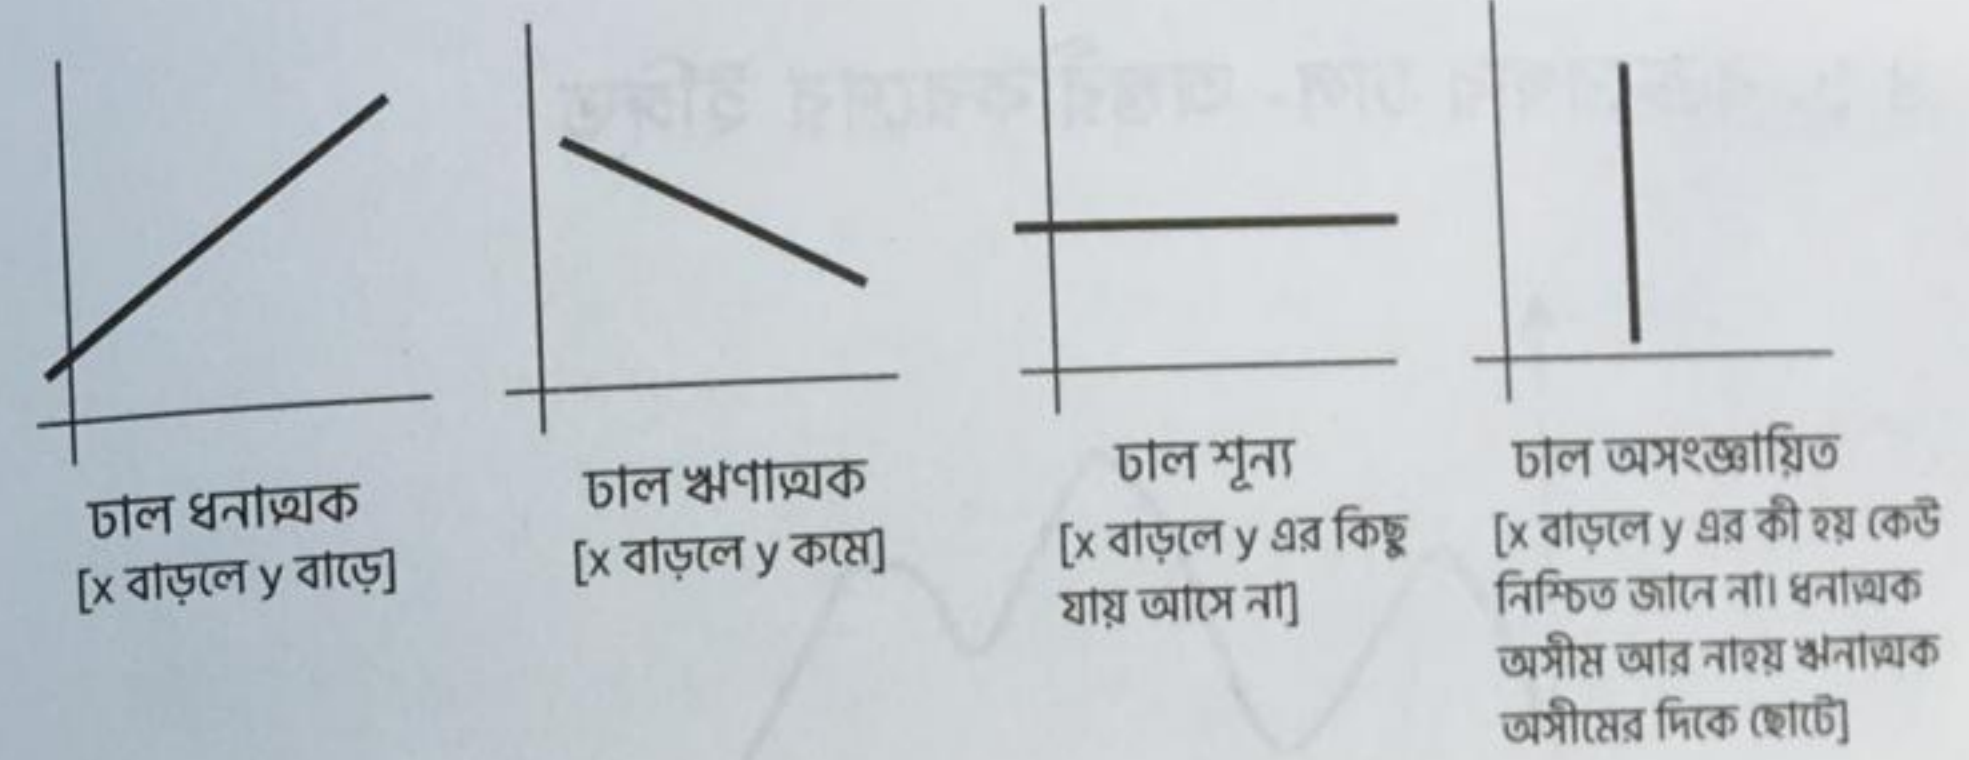 ঢাল ধনাত্মক
[x বাড়লে y বাড়ে]
ঢাল ঋণাত্মক
[x বাড়লে y কমে]
ঢাল শূন্য
[x বাড়লে y এর কিছু
যায় আসে না]
ঢাল অসংজ্ঞায়িত
[x বাড়লে y এর কী হয় কেউ
নিশ্চিত জানে না। ধনাত্মক
অসীম আর নাহয় ঋনাত্মক
অসীমের দিকে ছোটে]